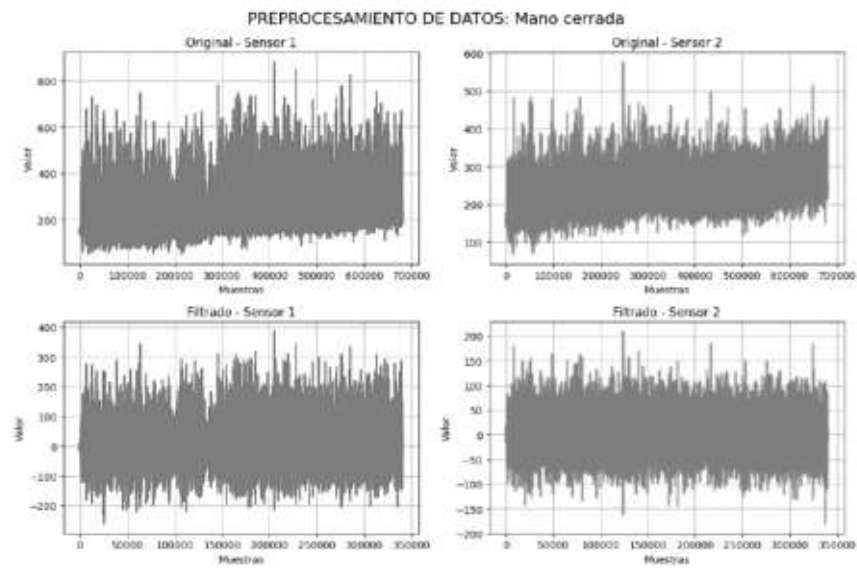 PREPROCESAMIENTO DE DATOS: Mano cerrada
Original - Sensor 1
Original - Sensor 2
Valor
800
600
400
200
0 100000 200000 300000 400000 500000 600000 700000
Muestras
Valor
600
500
400
300
200
100
0 100000 200000 300000 400000 500000 600000 700000
Muestras
Filtrado - Sensor 1
Filtrado - Sensor 2
Valor
400
300
200
100
0
-100
-200
0 50000 100000 150000 200000 250000 300000 350000
Muestras
Valor
200
150
100
50
0
-50
-100
-150
-200
0 50000 100000 150000 200000 250000 300000 350000
Muestras